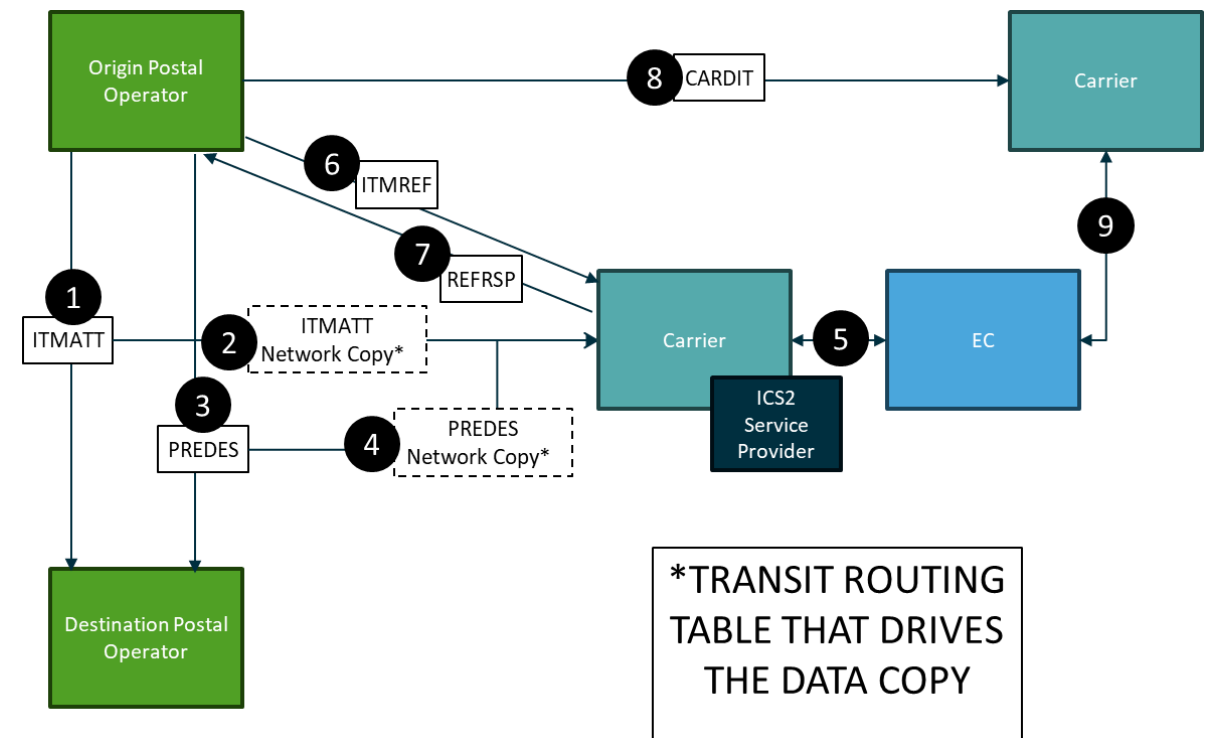 Origin Postal
Operator
8
CARDIT
Carrier
6
ITMREF
7
REFRSP
9
1
ITMATT
2
ITMATT
Network Copy*
Carrier
5
EC
ICS2
Service
Provider
3
PREDES
4
PREDES
Network Copy*
Destination Postal
Operator
*TRANSIT ROUTING
TABLE THAT DRIVES
THE DATA COPY